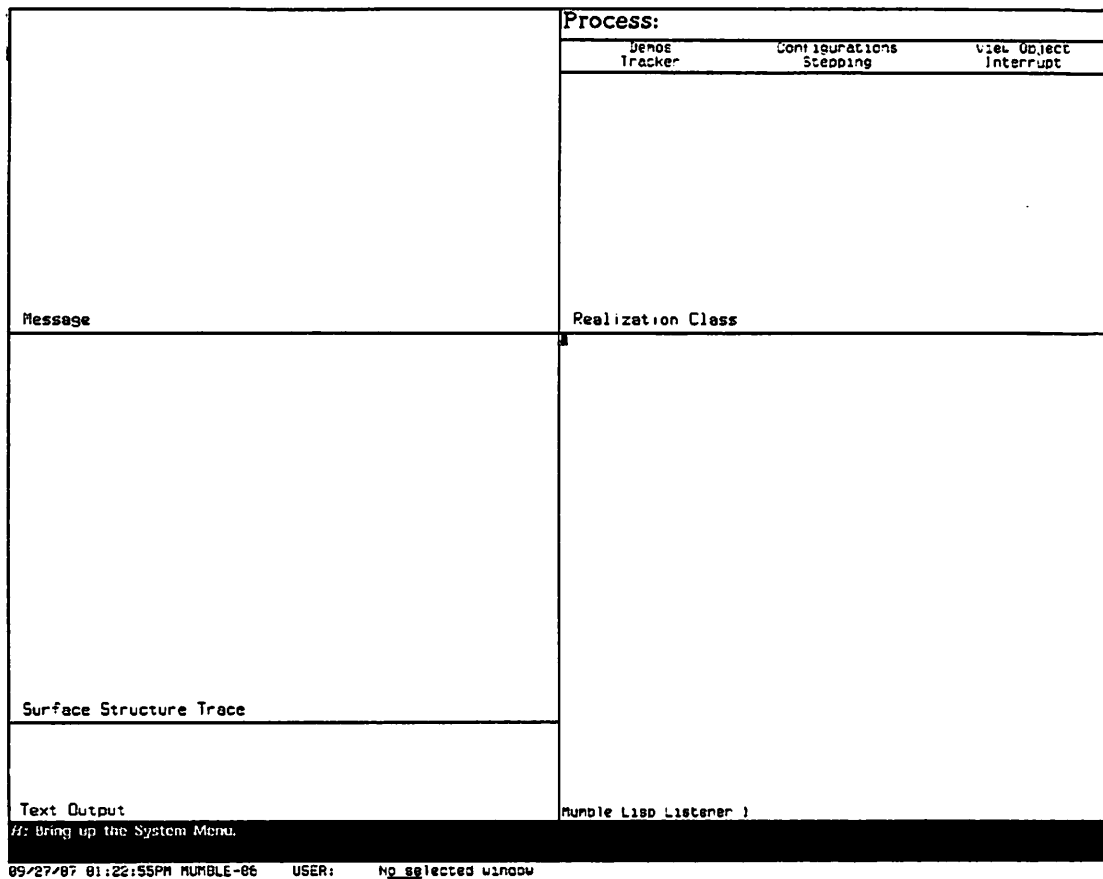 Process:
Demos Configurations View Object
Tracker Stepping Interrupt
Message
Realization Class
Surface Structure Trace
Text Output
Mumble Lisp Listener 1
R: Bring up the System Menu.
09/27/87 01:22:55PM MUMBLE-86 USER: No selected window